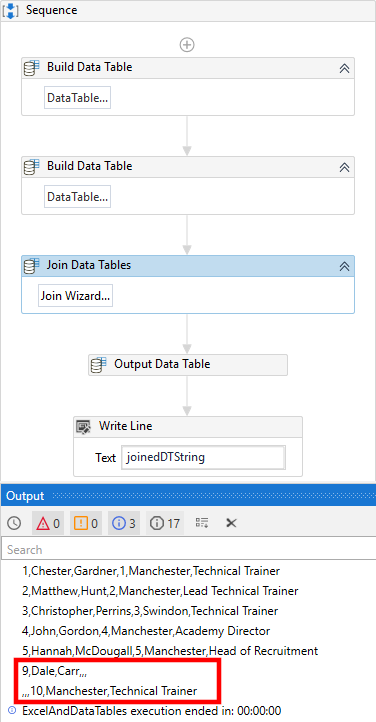 Sequence
Build Data Table
DataTable...
Build Data Table
DataTable...
Join Data Tables
Join Wizard...
Output Data Table
Write Line
Text joinedDTString
Output
0 0 3 17
Search
1,Chester,Gardner,1,Manchester,Technical Trainer
2,Matthew,Hunt,2,Manchester,Lead Technical Trainer
3,Christopher,Perrins,3,Swindon,Technical Trainer
4,John,Gordon,4,Manchester,Academy Director
5,Hannah,McDougall,5,Manchester,Head of Recruitment
9,Dale,Carr,,,
,,,10,Manchester,Technical Trainer
ExcelAndDataTables execution ended in: 00:00:00